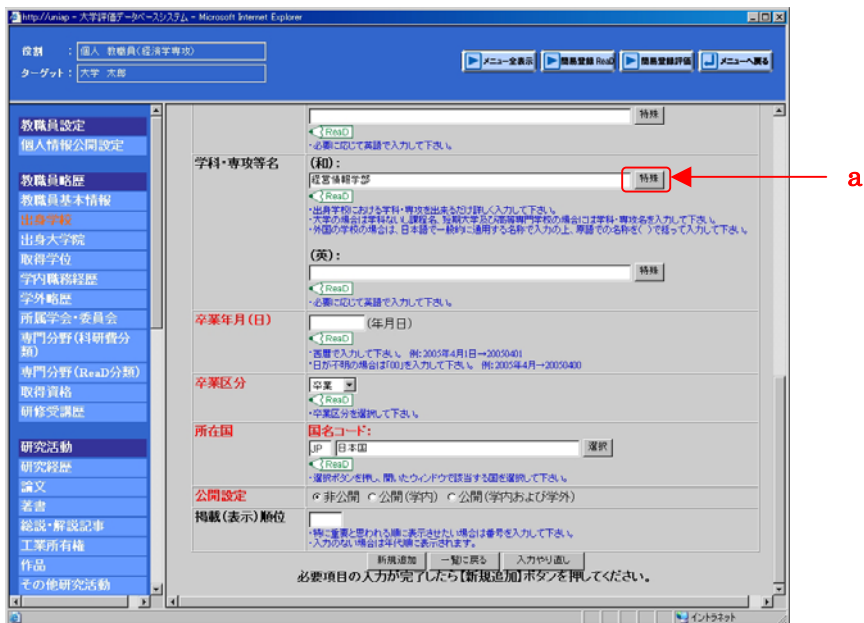 http://uniap - 大学評価データベースシステム - Microsoft Internet Explorer
役割 : 個人 教職員(経済学専攻)
ターゲット : 大学 太郎
メニュー全表示 簡易登録 ReaD 簡易登録評価 メニューへ戻る
教職員設定
個人情報公開設定
教職員略歴
教職員基本情報
出身学校
出身大学院
取得学位
学内職務経歴
学外略歴
所属学会・委員会
専門分野(科研費分類)
専門分野(ReaD分類)
取得資格
研修受講歴
研究活動
研究経歴
論文
著書
総説・解説記事
工業所有権
作品
その他研究活動
特殊
ReaD
・必要に応じて英語で入力して下さい。
学科・専攻等名 (和):
経営情報学部 特殊 a
ReaD
・出身学校における学科・専攻を出来るだけ詳しく入力して下さい。
・大学の場合は学科ないし課程名、短期大学及び高等専門学校の場合には学科・専攻名を入力して下さい。
・外国の学校の場合は、日本語で一般的に通用する名称で入力の上、原語での名称を( )で括って入力して下さい。
(英):
特殊
ReaD
・必要に応じて英語で入力して下さい。
卒業年月(日) (年月日)
ReaD
・西暦で入力して下さい。 例:2005年4月1日→20050401
・日が不明の場合は「00」を入力して下さい。 例:2005年4月→20050400
卒業区分 卒業
ReaD
・卒業区分を選択して下さい。
所在国 国名コード:
JP 日本国 選択
ReaD
・選択ボタンを押し、開いたウィンドウで該当する国を選択して下さい。
公開設定 非公開 公開(学内) 公開(学内および学外)
掲載(表示)順位
・特に重要と思われる順に表示させたい場合は番号を入力して下さい。
・入力のない場合は年代順に表示されます。
新規追加 一覧に戻る 入力やり直し
必要項目の入力が完了したら【新規追加】ボタンを押してください。
イントラネット